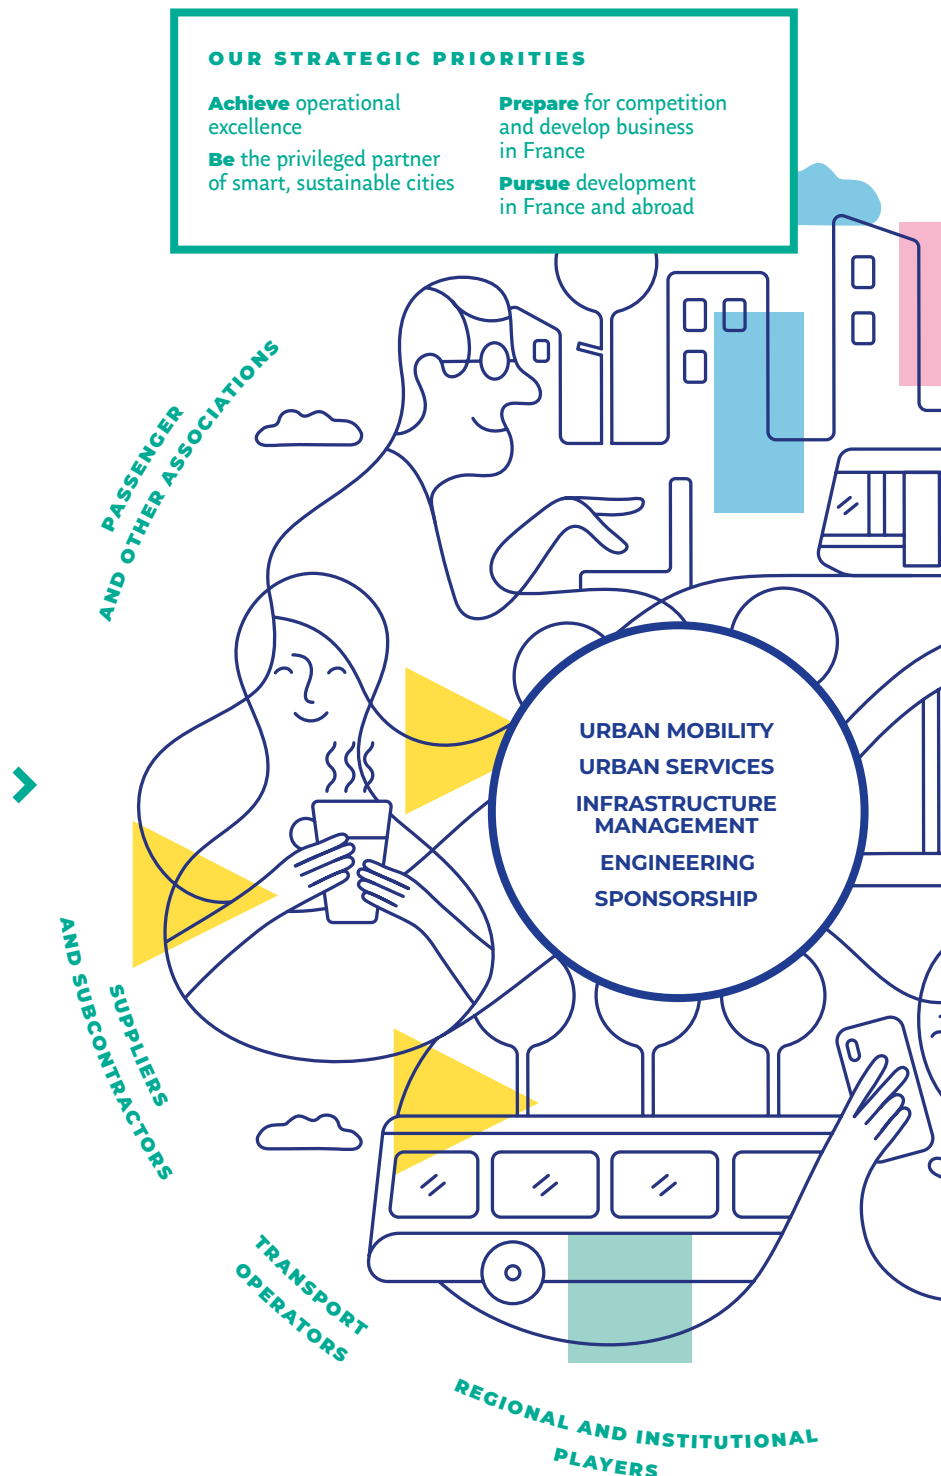 OUR STRATEGIC PRIORITIES
Achieve operational
excellence
Be the privileged partner
of smart, sustainable cities
Prepare for competition
and develop business
in France
Pursue development
in France and abroad
PASSENGER
AND OTHER ASSOCIATIONS
URBAN MOBILITY
URBAN SERVICES
INFRASTRUCTURE
MANAGEMENT
ENGINEERING
SPONSORSHIP
SUPPLIERS
AND SUBCONTRACTORS
TRANSPORT
OPERATORS
REGIONAL AND INSTITUTIONAL
PLAYERS